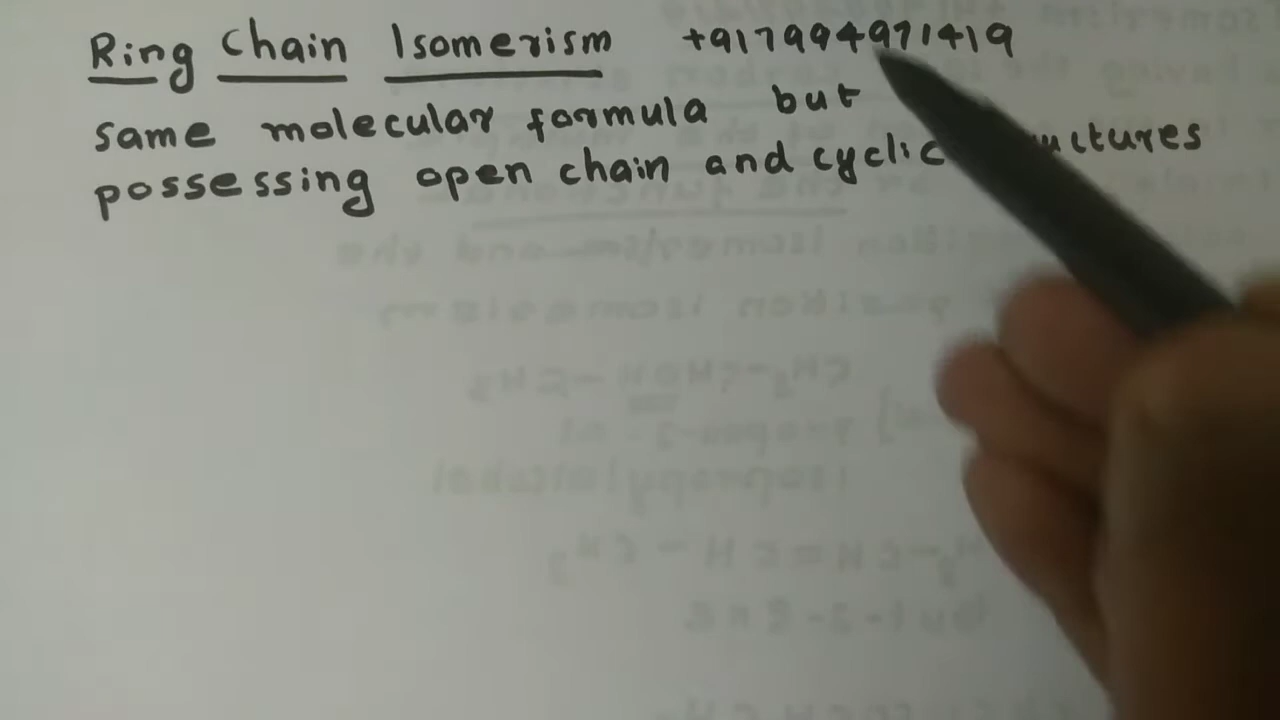 Ring Chain Isomerism +917994971419
same molecular formula but
possessing open chain and cyclic